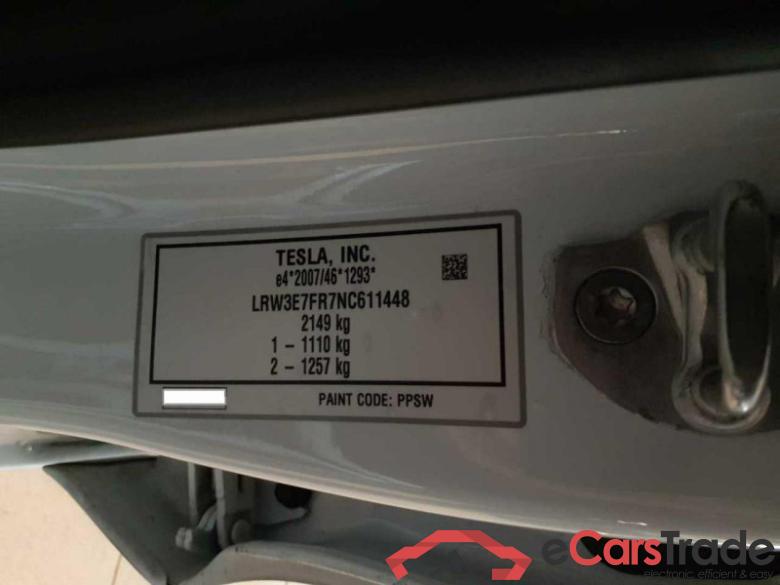 TESLA, INC.
e4*2007/46*1293*
LRW3E7FR7NC611448
2149 kg
1 - 1110 kg
2 - 1257 kg
PAINT CODE: PPSW
eCarsTrade
electronic, efficient & easy